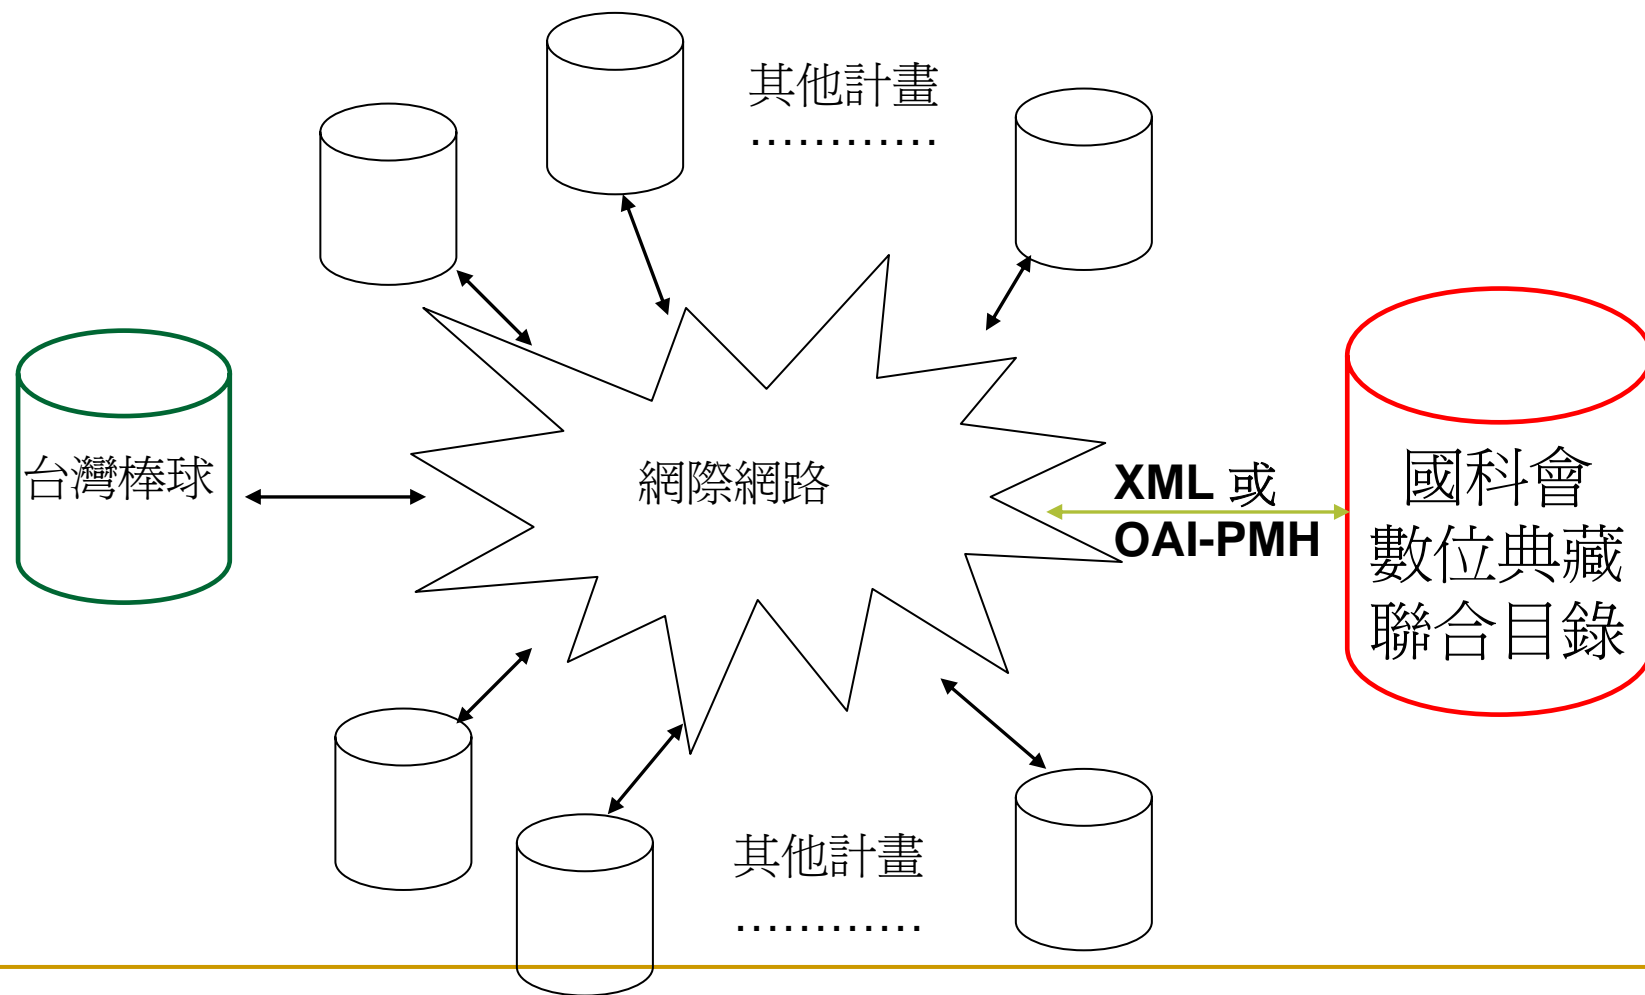 其他計畫
…………
台灣棒球
網際網路
XML 或
OAI-PMH
國科會
數位典藏
聯合目錄
其他計畫
…………